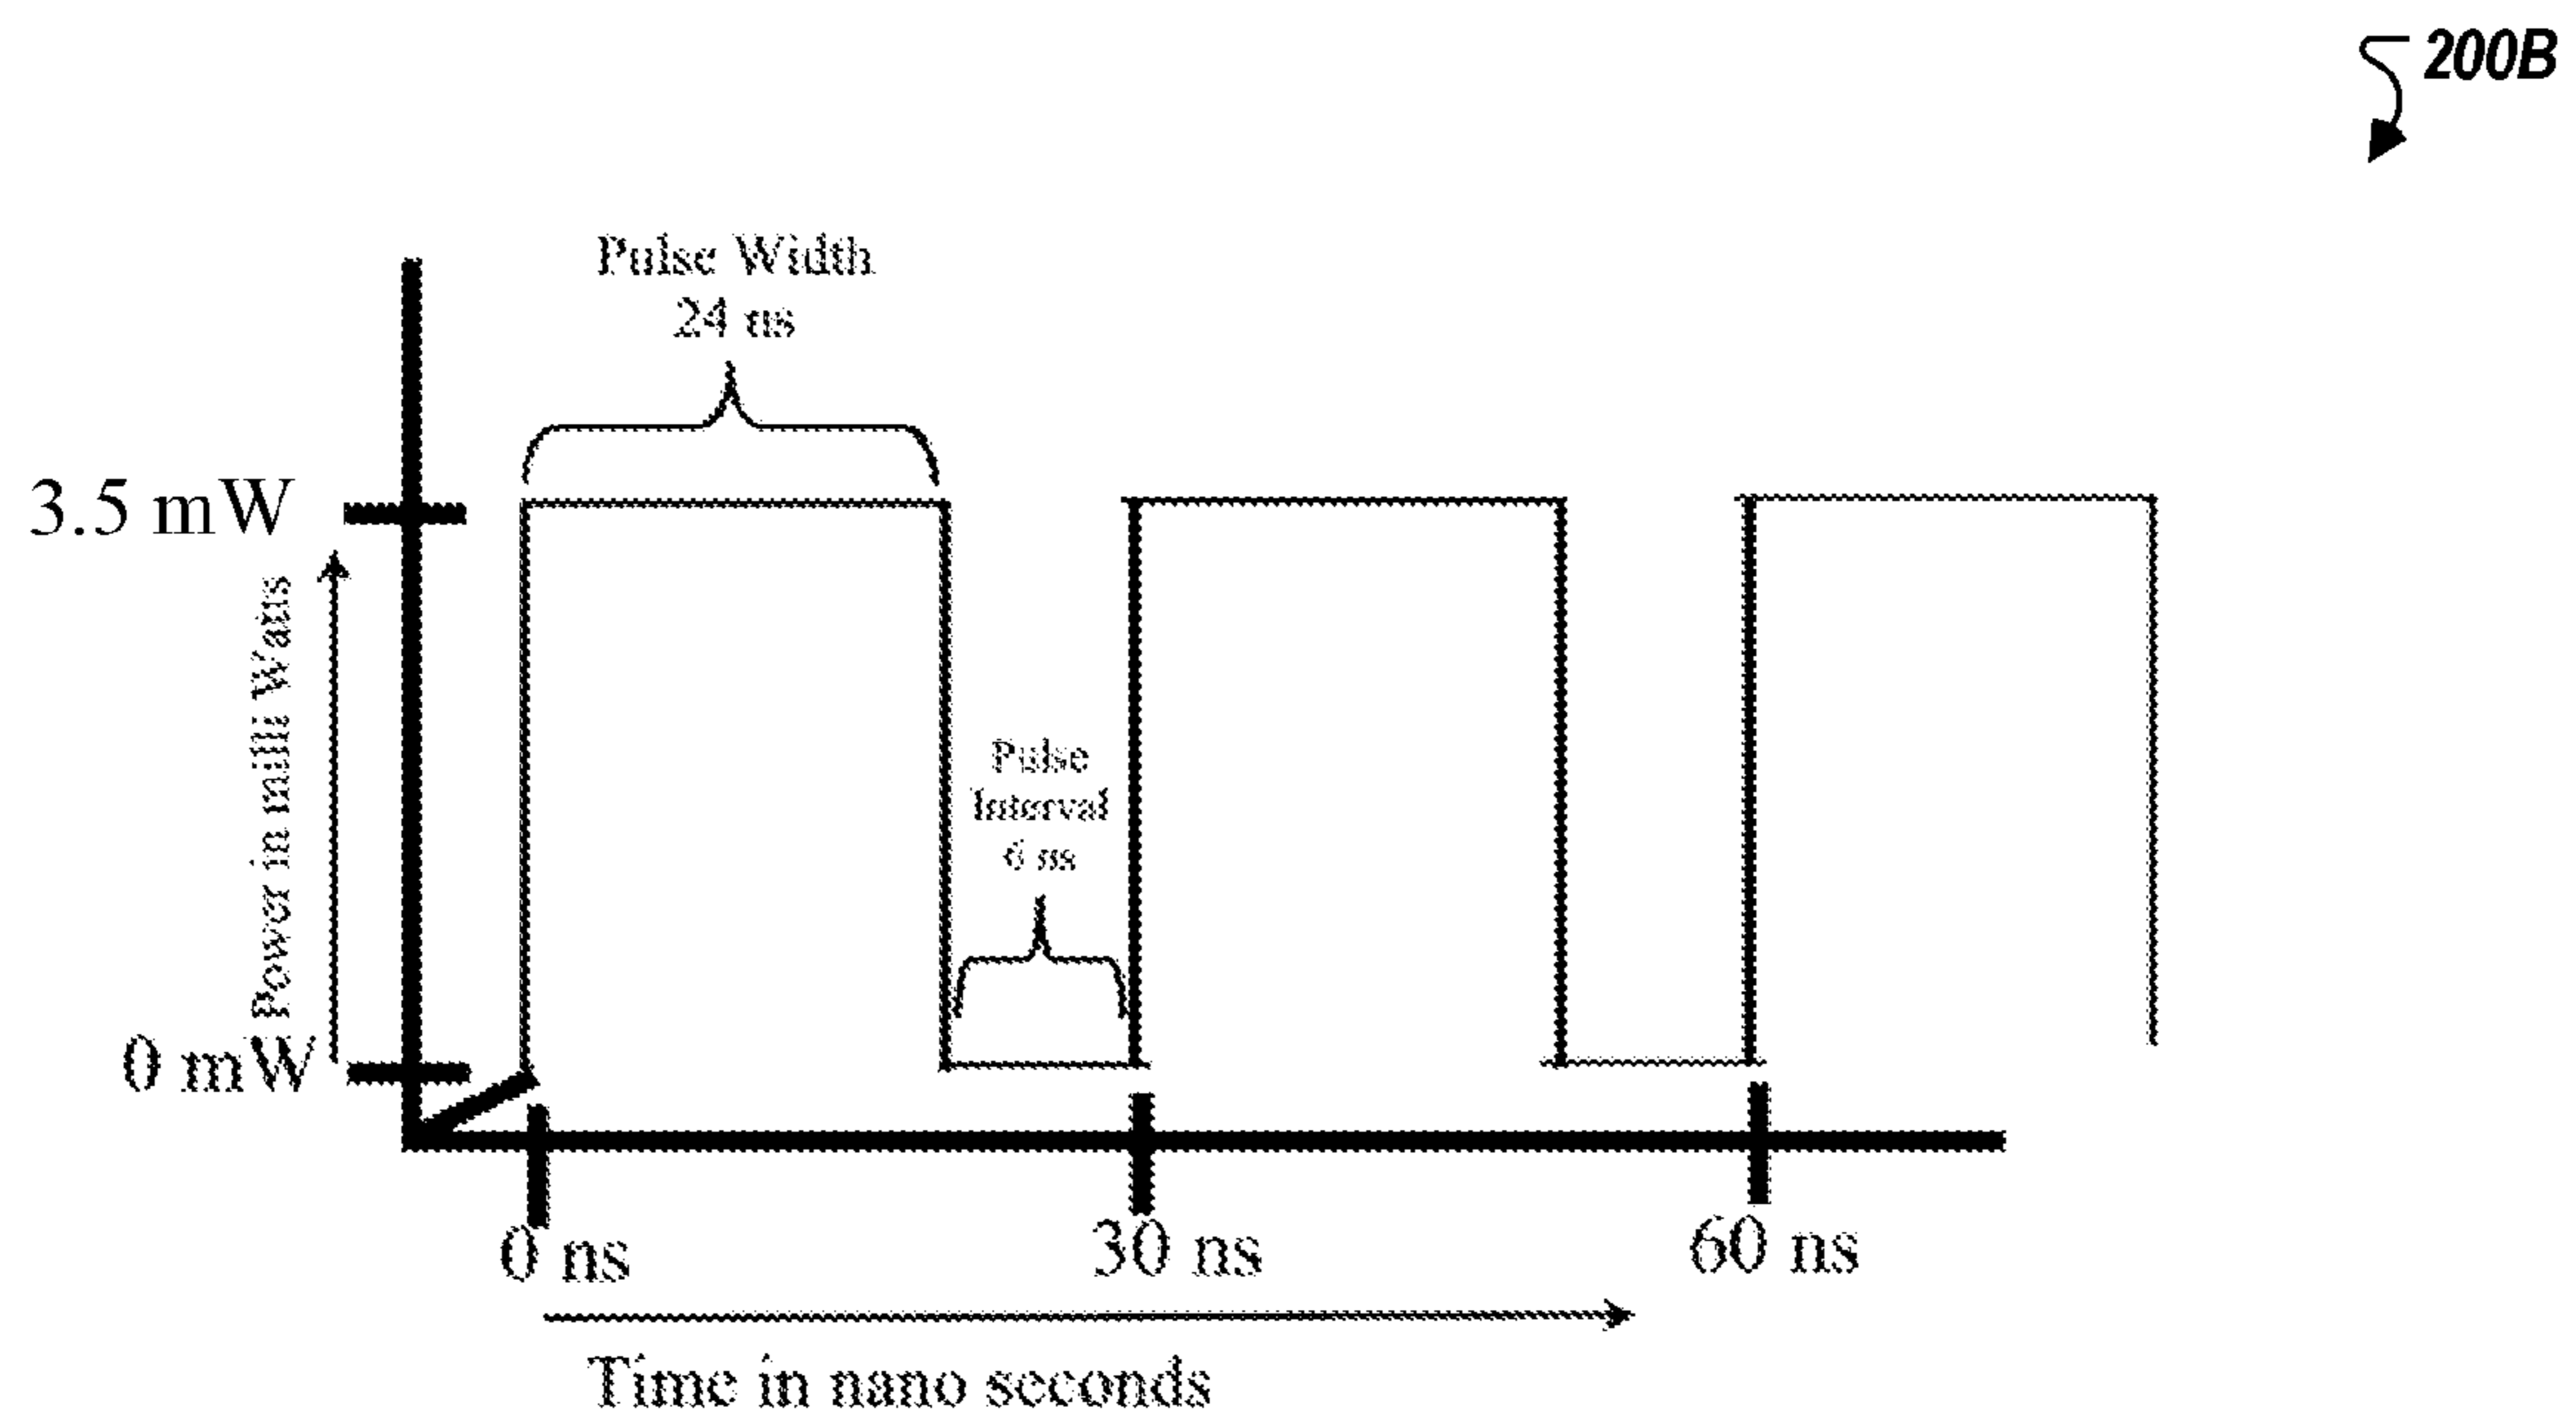 200B
Pulse Width
24 ns
3.5 mW
Power in milli Watts
Pulse
Interval
6 ns
0 mW
0 ns
30 ns
60 ns
Time in nano seconds